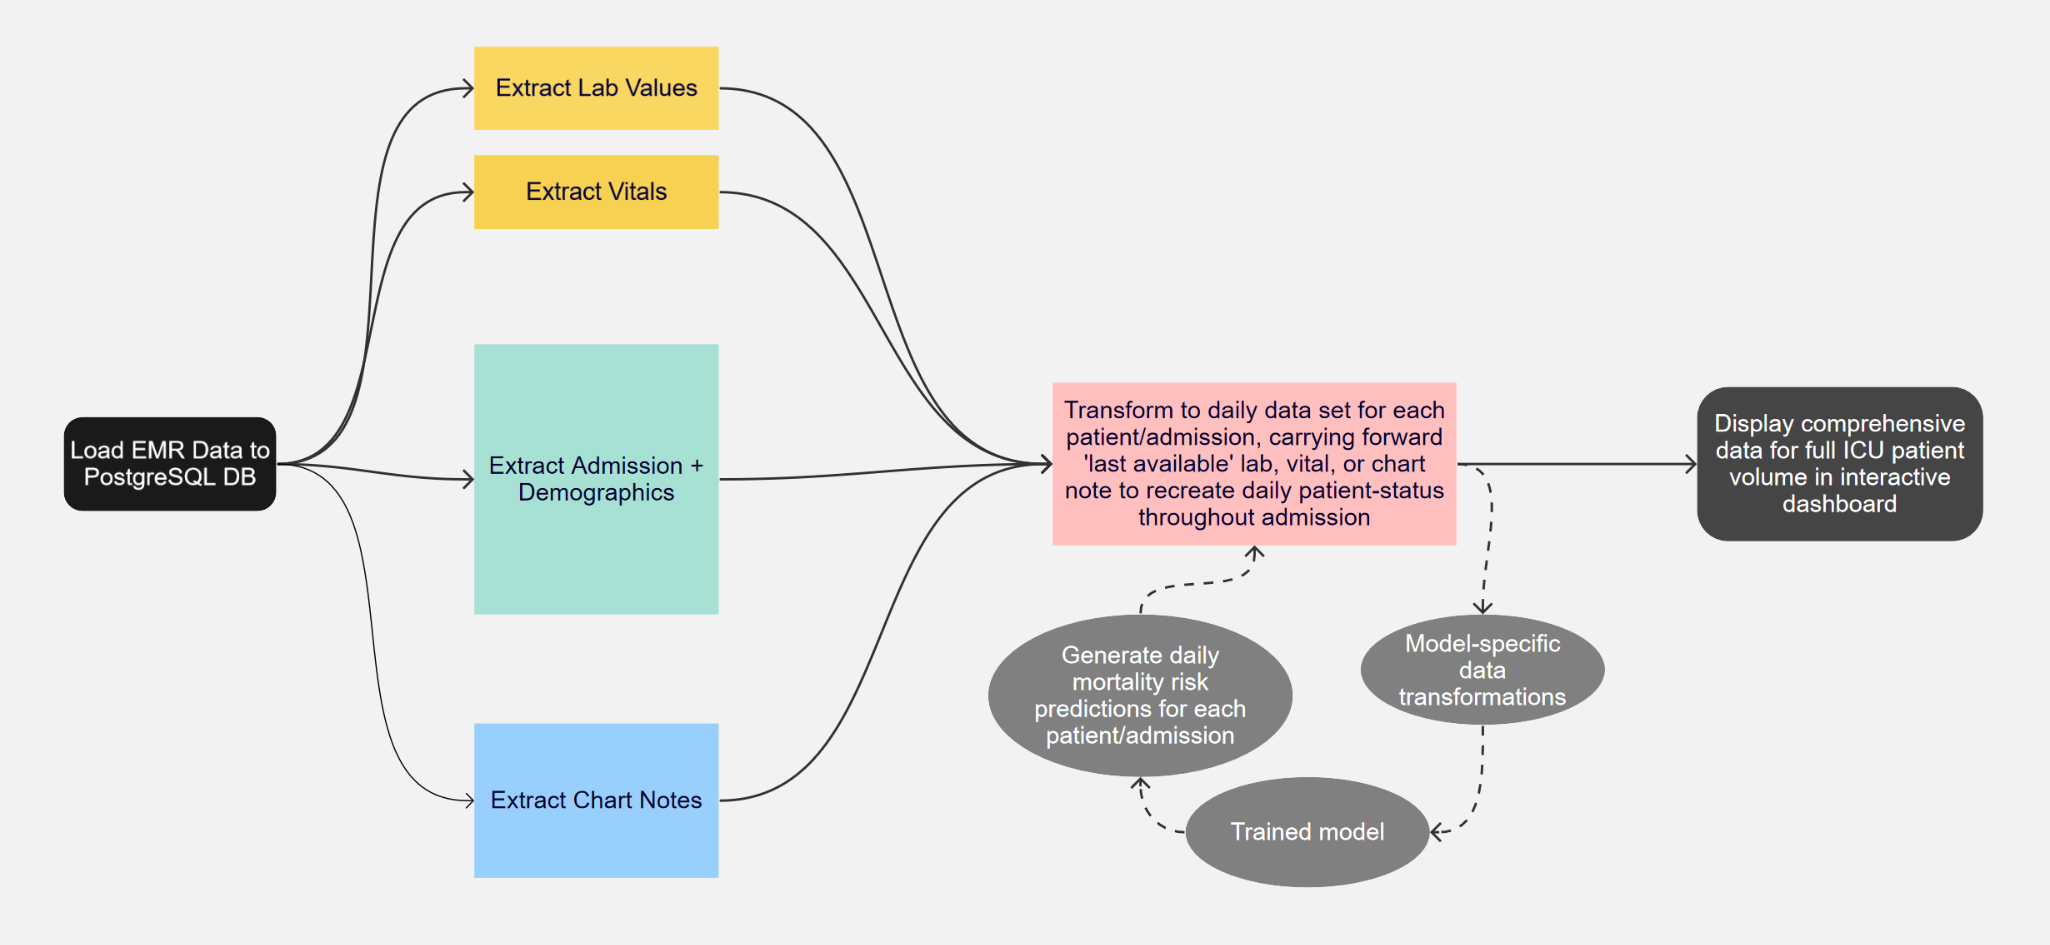 Extract Lab Values
Extract Vitals
Load EMR Data to
PostgreSQL DB
Extract Admission +
Demographics
Extract Chart Notes
Transform to daily data set for each
patient/admission, carrying forward
'last available' lab, vital, or chart
note to recreate daily patient-status
throughout admission
Display comprehensive
data for full ICU patient
volume in interactive
dashboard
Model-specific
data
transformations
Trained model
Generate daily
mortality risk
predictions for each
patient/admission